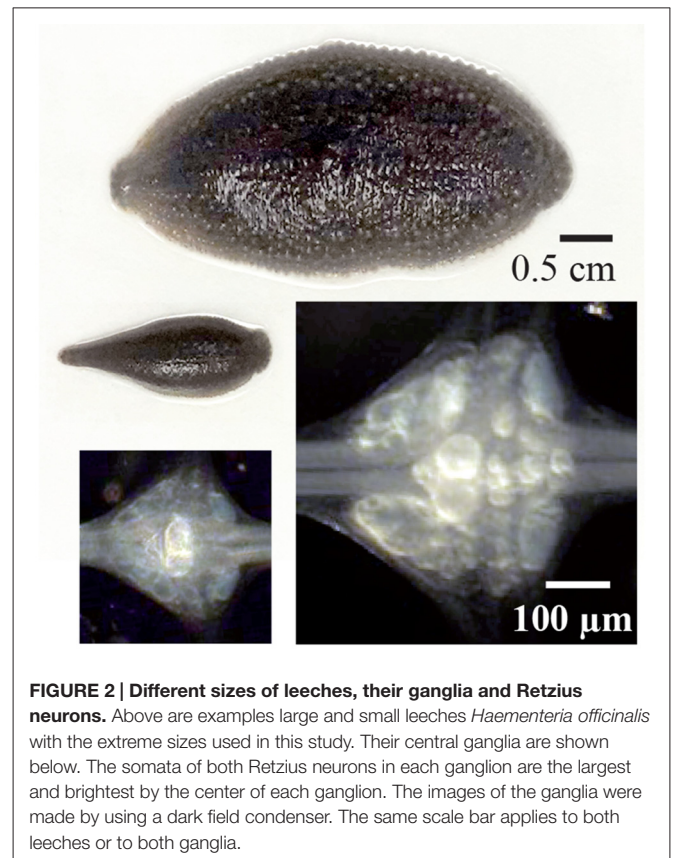 0.5 cm
100 µm
FIGURE 2 | Different sizes of leeches, their ganglia and Retzius
neurons. Above are examples large and small leeches Haementeria officinalis
with the extreme sizes used in this study. Their central ganglia are shown
below. The somata of both Retzius neurons in each ganglion are the largest
and brightest by the center of each ganglion. The images of the ganglia were
made by using a dark field condenser. The same scale bar applies to both
leeches or to both ganglia.